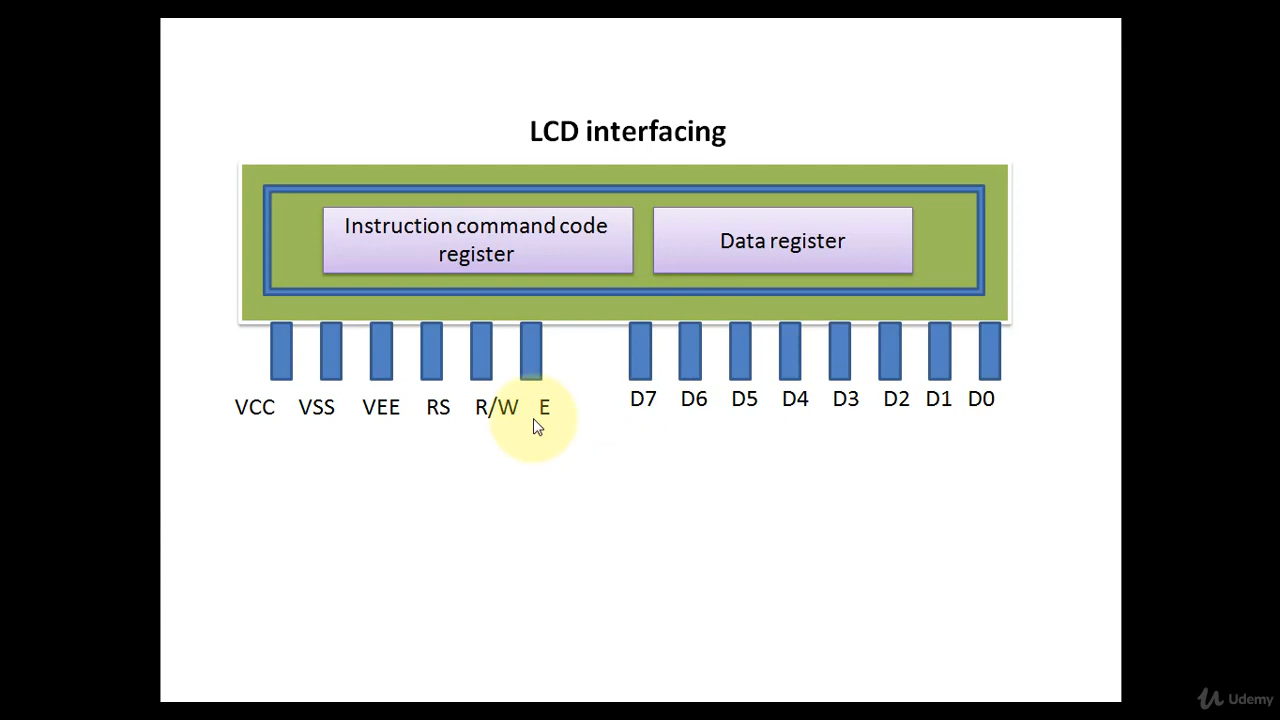 LCD interfacing
Instruction command code
register
Data register
VCC VSS VEE RS R/W E
D7 D6 D5 D4 D3 D2 D1 D0
Udemy